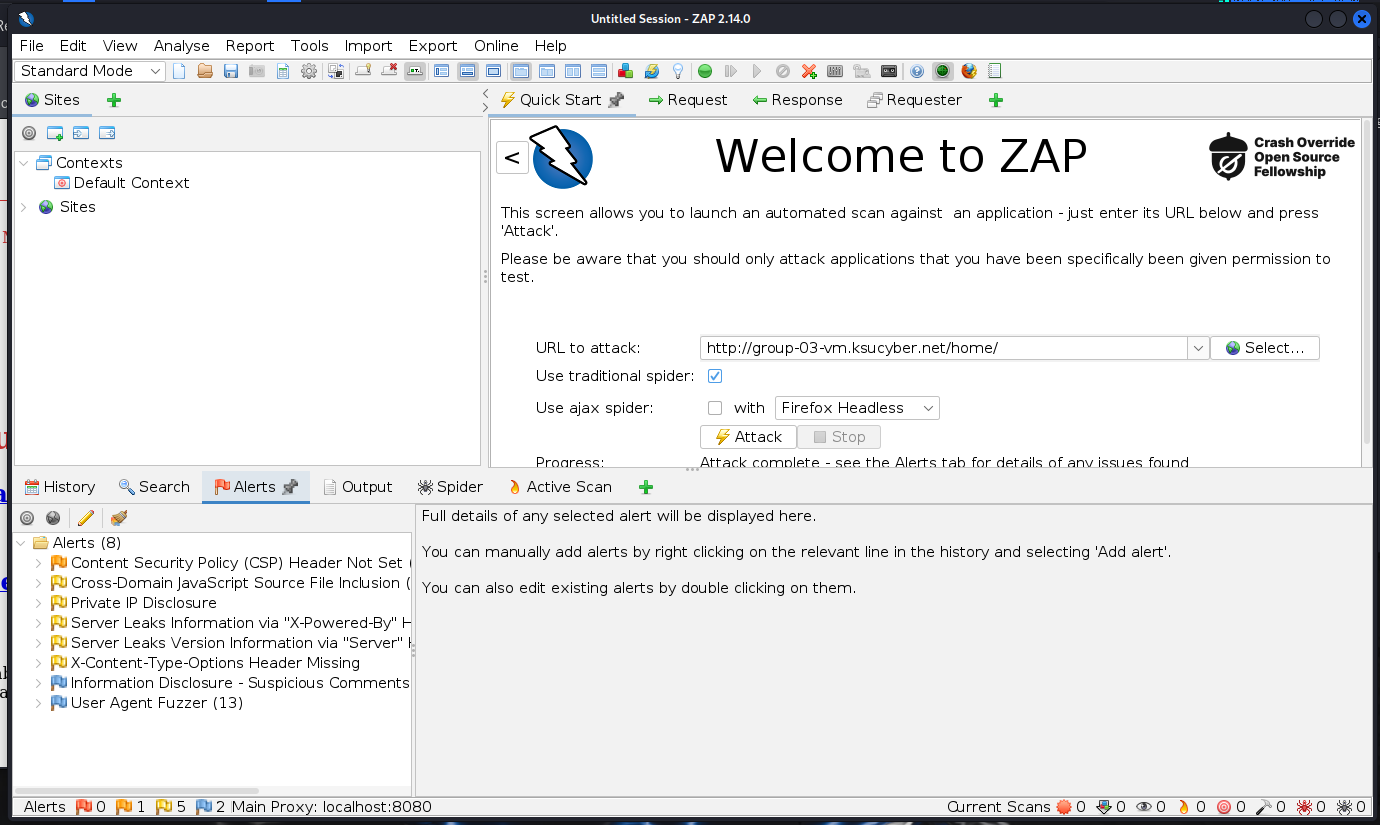 Untitled Session - ZAP 2.14.0
File Edit View Analyse Report Tools Import Export Online Help
Standard Mode
Sites
Quick Start Request Response Requester
Contexts
Default Context
Sites
<
Welcome to ZAP
Crash Override
Open Source
Fellowship
This screen allows you to launch an automated scan against  an application - just enter its URL below and press
'Attack'.
Please be aware that you should only attack applications that you have been specifically been given permission to
test.
URL to attack: http://group-03-vm.ksucyber.net/home/ Select...
Use traditional spider:
Use ajax spider: with Firefox Headless
Attack Stop
Progress: Attack complete - see the Alerts tab for details of any issues found
History Search Alerts Output Spider Active Scan
Alerts (8)
Content Security Policy (CSP) Header Not Set (
Cross-Domain JavaScript Source File Inclusion (
Private IP Disclosure
Server Leaks Information via "X-Powered-By" H
Server Leaks Version Information via "Server" H
X-Content-Type-Options Header Missing
Information Disclosure - Suspicious Comments
User Agent Fuzzer (13)
Full details of any selected alert will be displayed here.
You can manually add alerts by right clicking on the relevant line in the history and selecting 'Add alert'.
You can also edit existing alerts by double clicking on them.
Alerts 0 1 5 2 Main Proxy: localhost:8080
Current Scans 0 0 0 0 0 0 0 0